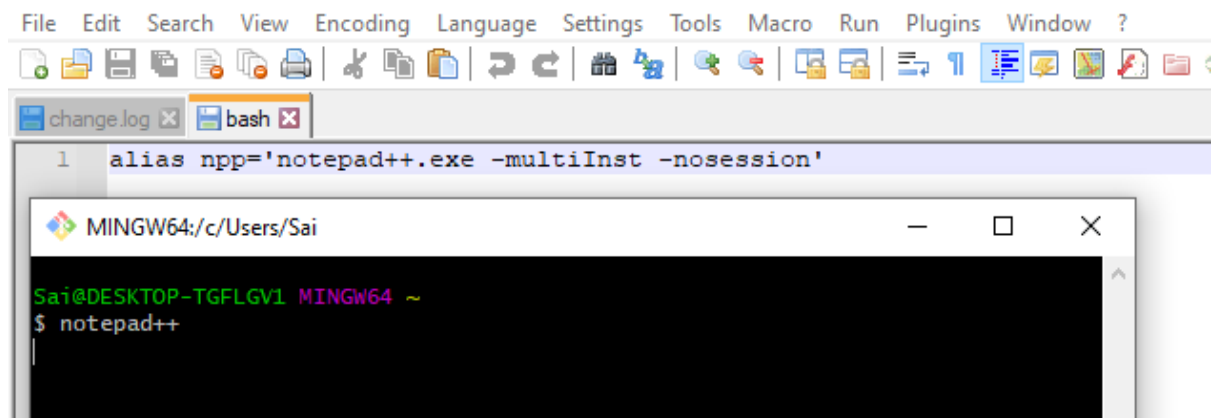 File Edit Search View Encoding Language Settings Tools Macro Run Plugins Window ?
change.log bash
1 alias npp='notepad++.exe -multiInst -nosession'
MINGW64:/c/Users/Sai
Sai@DESKTOP-TGFLGV1 MINGW64 ~
$ notepad++